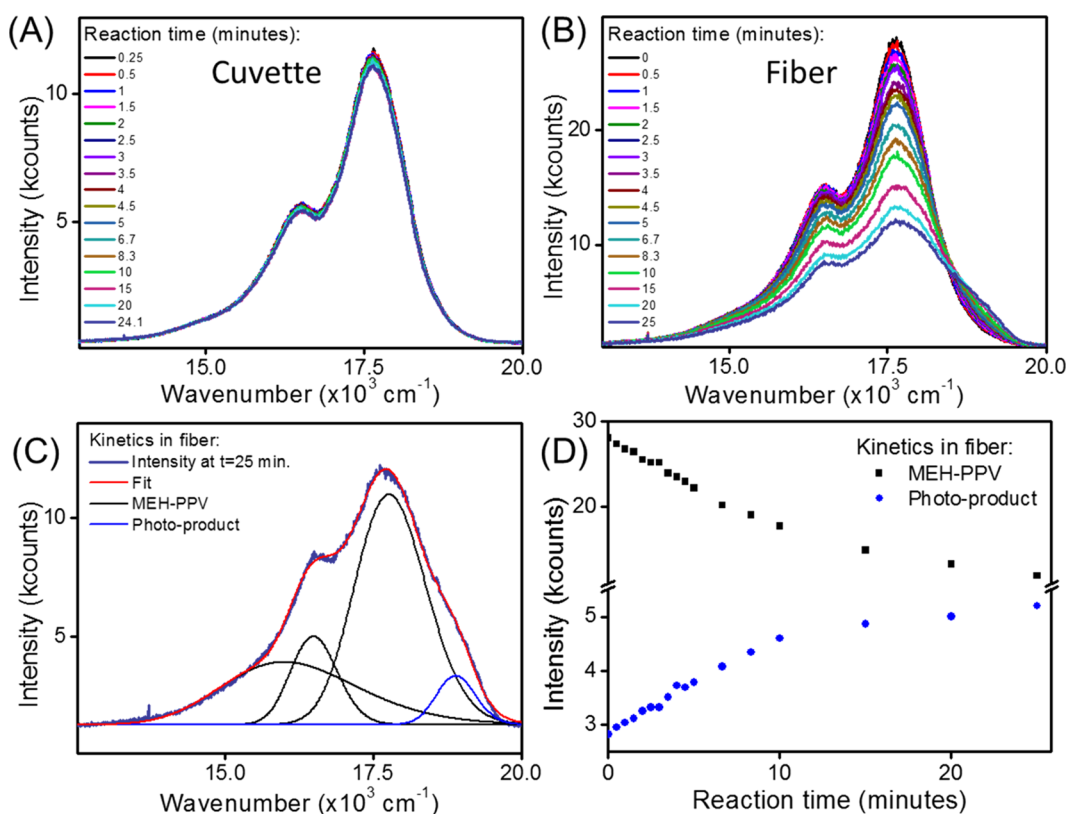 (A)
Reaction time (minutes):
0.25
0.5
1
1.5
2
2.5
3
3.5
4
4.5
5
6.7
8.3
10
15
20
24.1
Cuvette
10
5
Intensity (kcounts)
15.0 17.5 20.0
Wavenumber (x10³ cm⁻¹)
(B)
Reaction time (minutes):
0
0.5
1
1.5
2
2.5
3
3.5
4
4.5
5
6.7
8.3
10
15
20
25
Fiber
20
10
Intensity (kcounts)
15.0 17.5 20.0
Wavenumber (x10³ cm⁻¹)
(C)
Kinetics in fiber:
Intensity at t=25 min.
Fit
MEH-PPV
Photo-product
10
5
Intensity (kcounts)
15.0 17.5 20.0
Wavenumber (x10³ cm⁻¹)
(D)
Kinetics in fiber:
MEH-PPV
Photo-product
30
20
5
4
3
Intensity (kcounts)
0 10 20
Reaction time (minutes)